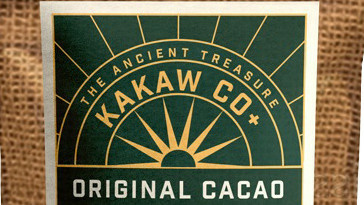 THE ANCIENT TREASURE
KAKAW CO+
ORIGINAL CACAO